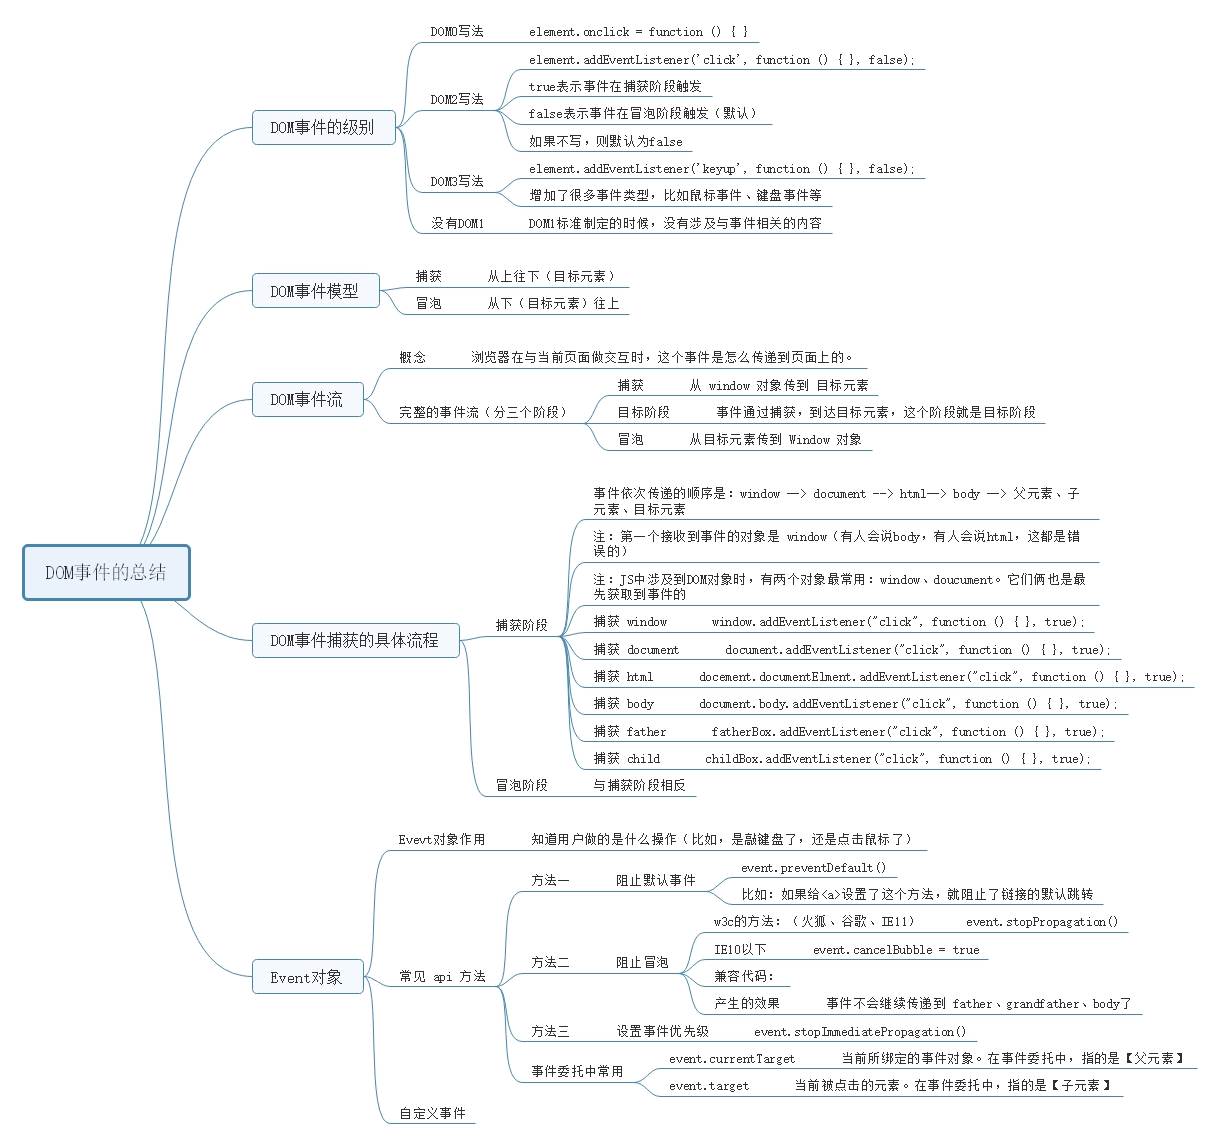 DOM事件的总结
DOM事件的级别
DOM0写法
element.onclick = function () { }
DOM2写法
element.addEventListener('click', function () { }, false);
true表示事件在捕获阶段触发
false表示事件在冒泡阶段触发（默认）
如果不写，则默认为false
DOM3写法
element.addEventListener('keyup', function () { }, false);
增加了很多事件类型，比如鼠标事件、键盘事件等
没有DOM1
DOM1标准制定的时候，没有涉及与事件相关的内容
DOM事件模型
捕获
从上往下（目标元素）
冒泡
从下（目标元素）往上
DOM事件流
概念
浏览器在与当前页面做交互时，这个事件是怎么传递到页面上的。
完整的事件流（分三个阶段）
捕获
从 window 对象传到 目标元素
目标阶段
事件通过捕获，到达目标元素，这个阶段就是目标阶段
冒泡
从目标元素传到 Window 对象
DOM事件捕获的具体流程
捕获阶段
事件依次传递的顺序是：window —> document --> html—> body —> 父元素、子
元素、目标元素
注：第一个接收到事件的对象是 window（有人会说body，有人会说html，这都是错
误的）
注：JS中涉及到DOM对象时，有两个对象最常用：window、doucument。它们俩也是最
先获取到事件的
捕获 window
window.addEventListener("click", function () { }, true);
捕获 document
document.addEventListener("click", function () { }, true);
捕获 html
docement.documentElment.addEventListener("click", function () { }, true);
捕获 body
document.body.addEventListener("click", function () { }, true);
捕获 father
fatherBox.addEventListener("click", function () { }, true);
捕获 child
childBox.addEventListener("click", function () { }, true);
冒泡阶段
与捕获阶段相反
Event对象
Evevt对象作用
知道用户做的是什么操作（比如，是敲键盘了，还是点击鼠标了）
常见 api 方法
方法一
阻止默认事件
event.preventDefault()
比如：如果给<a>设置了这个方法，就阻止了链接的默认跳转
方法二
阻止冒泡
w3c的方法：（火狐、谷歌、IE11）
event.stopPropagation()
IE10以下
event.cancelBubble = true
兼容代码：
产生的效果
事件不会继续传递到 father、grandfather、body了
方法三
设置事件优先级
event.stopImmediatePropagation()
事件委托中常用
event.currentTarget
当前所绑定的事件对象。在事件委托中，指的是【父元素】
event.target
当前被点击的元素。在事件委托中，指的是【子元素】
自定义事件